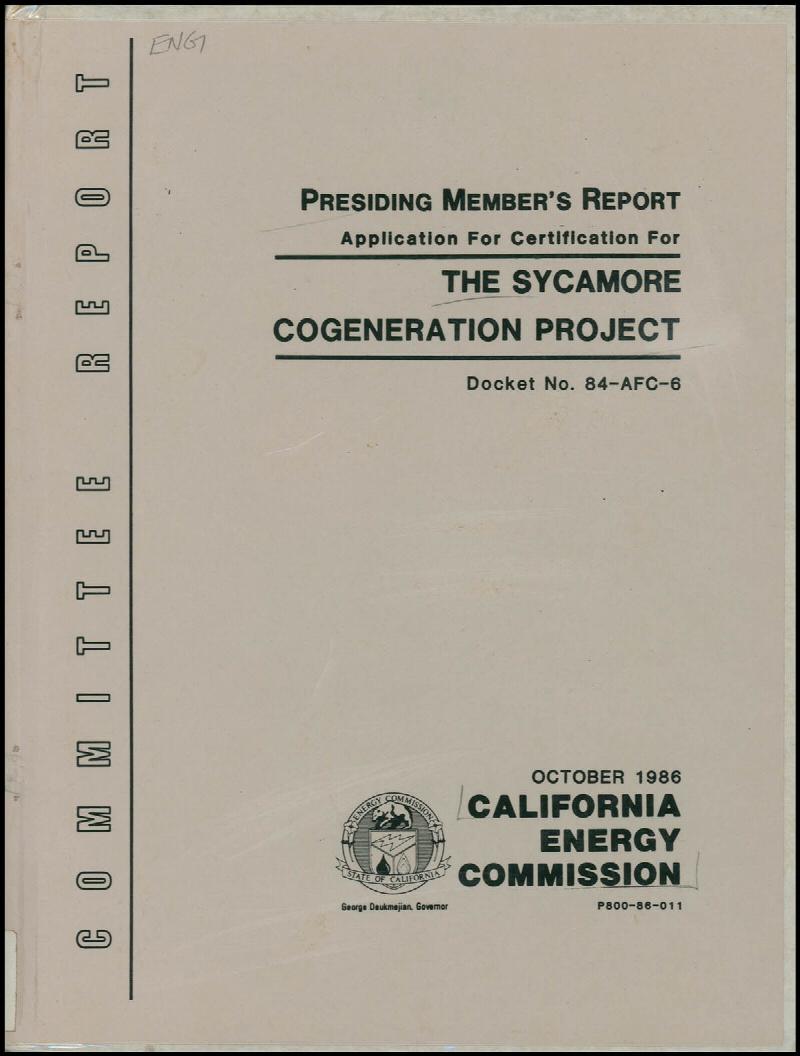 ENGI
COMMITTEE REPORT
PRESIDING MEMBER'S REPORT
Application For Certification For
THE SYCAMORE
COGENERATION PROJECT
Docket No. 84-AFC-6
OCTOBER 1986
CALIFORNIA
ENERGY
COMMISSION
ENERGY COMMISSION
STATE OF CALIFORNIA
George Deukmejian, Governor
P800-86-011